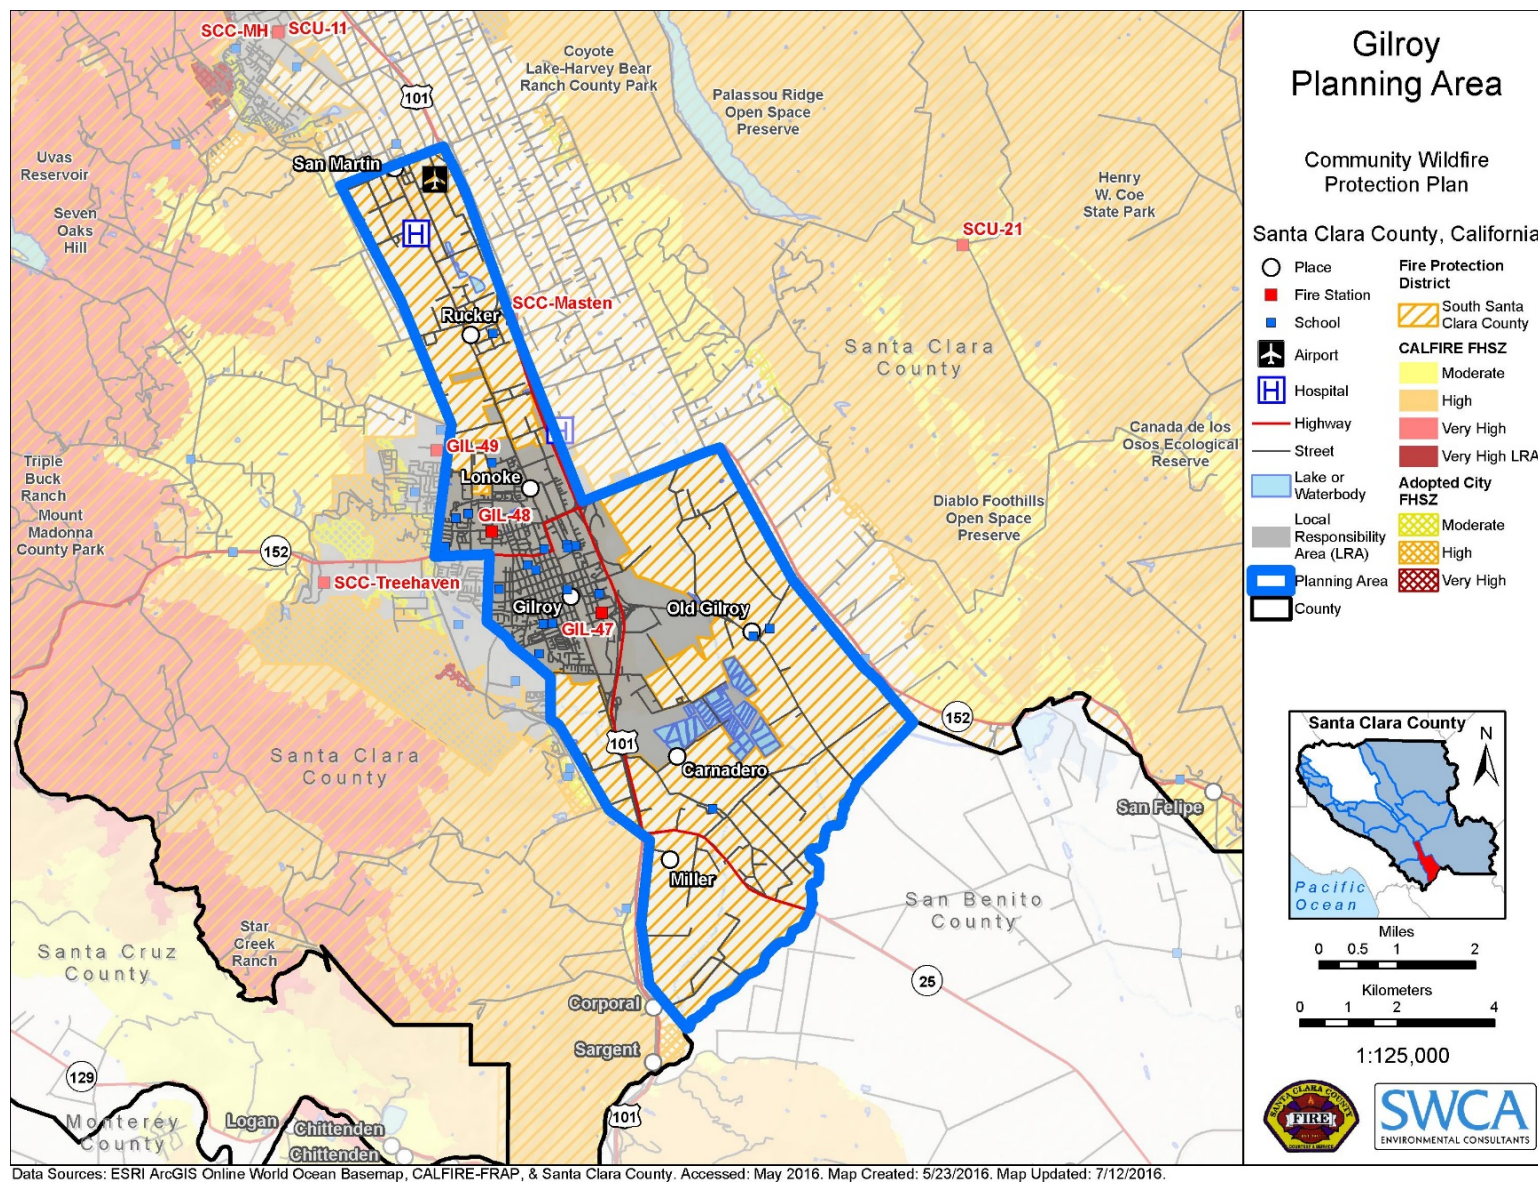 SCC-MH
SCU-11
101
Coyote
Lake-Harvey Bear
Ranch County Park
Palassou Ridge
Open Space
Preserve
Uvas
Reservoir
San Martin
Henry
W. Coe
State Park
Seven
Oaks
Hill
H
SCU-21
SCC-Masten
Rucker
Santa Clara
County
H
GIL-49
Canada de los
Osos Ecological
Reserve
Triple
Buck
Ranch
Mount
Madonna
County Park
Lonoke
GIL-48
Diablo Foothills
Open Space
Preserve
152
SCC-Treehaven
Gilroy
Old Gilroy
GIL-47
152
101
Santa Clara
County
Carnadero
San Felipe
Miller
San Benito
County
Star
Creek
Ranch
Santa Cruz
County
25
Corporal
Sargent
129
101
Monterey
County
Logan
Chittenden
Chittenden
Gilroy
Planning Area
Community Wildfire
Protection Plan
Santa Clara County, California
Place
Fire Station
School
Airport
H
Hospital
Highway
Street
Lake or
Waterbody
Local
Responsibility
Area (LRA)
Planning Area
County
Fire Protection
District
South Santa
Clara County
CALFIRE FHSZ
Moderate
High
Very High
Very High LRA
Adopted City
FHSZ
Moderate
High
Very High
Santa Clara County
N
Pacific
Ocean
Miles
0 0.5 1 2
Kilometers
0 1 2 4
1:125,000
SANTA CLARA COUNTY
FIRE
SWCA
ENVIRONMENTAL CONSULTANTS
Data Sources: ESRI ArcGIS Online World Ocean Basemap, CALFIRE-FRAP, & Santa Clara County. Accessed: May 2016. Map Created: 5/23/2016. Map Updated: 7/12/2016.